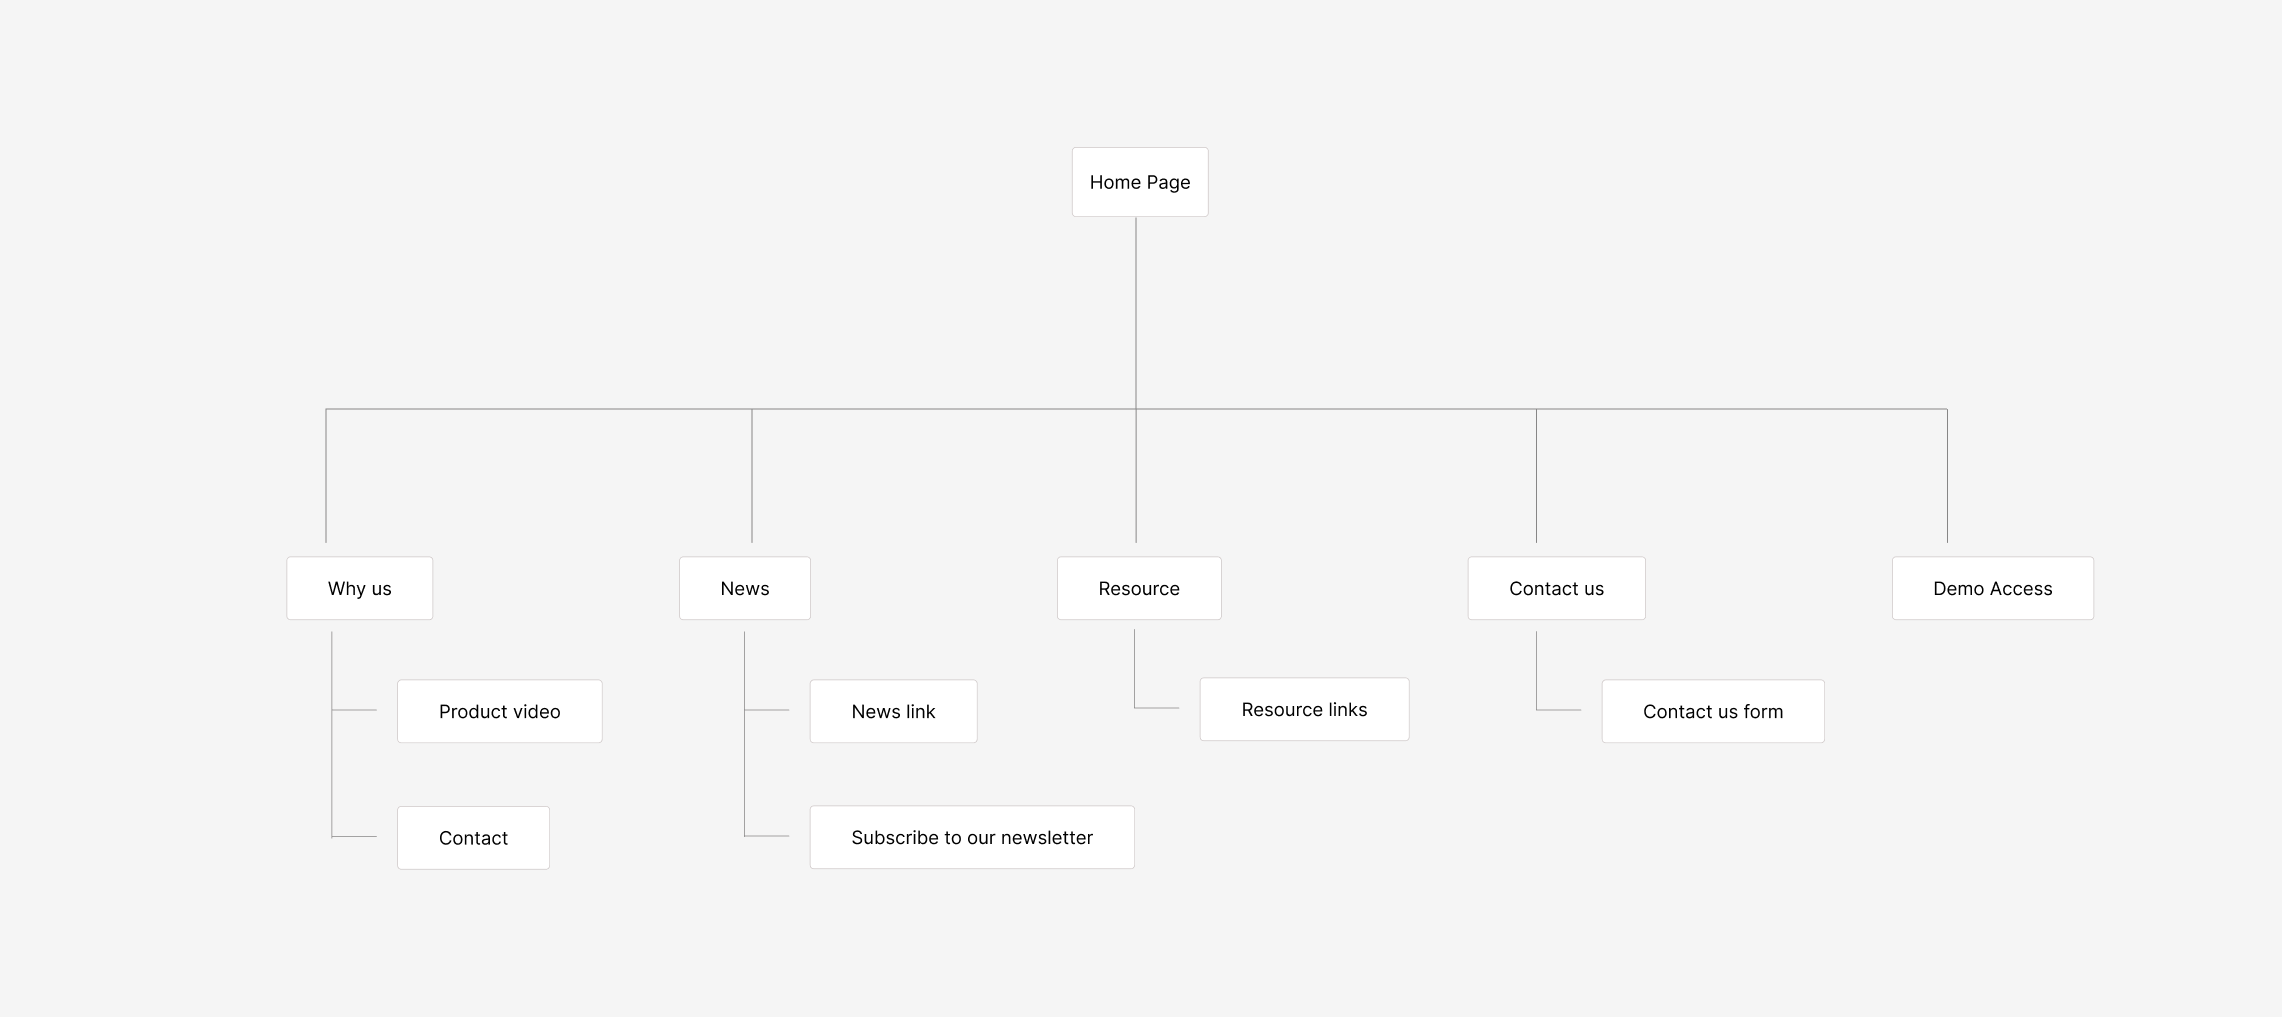 Home Page
Why us
News
Resource
Contact us
Demo Access
Product video
News link
Resource links
Contact us form
Contact
Subscribe to our newsletter